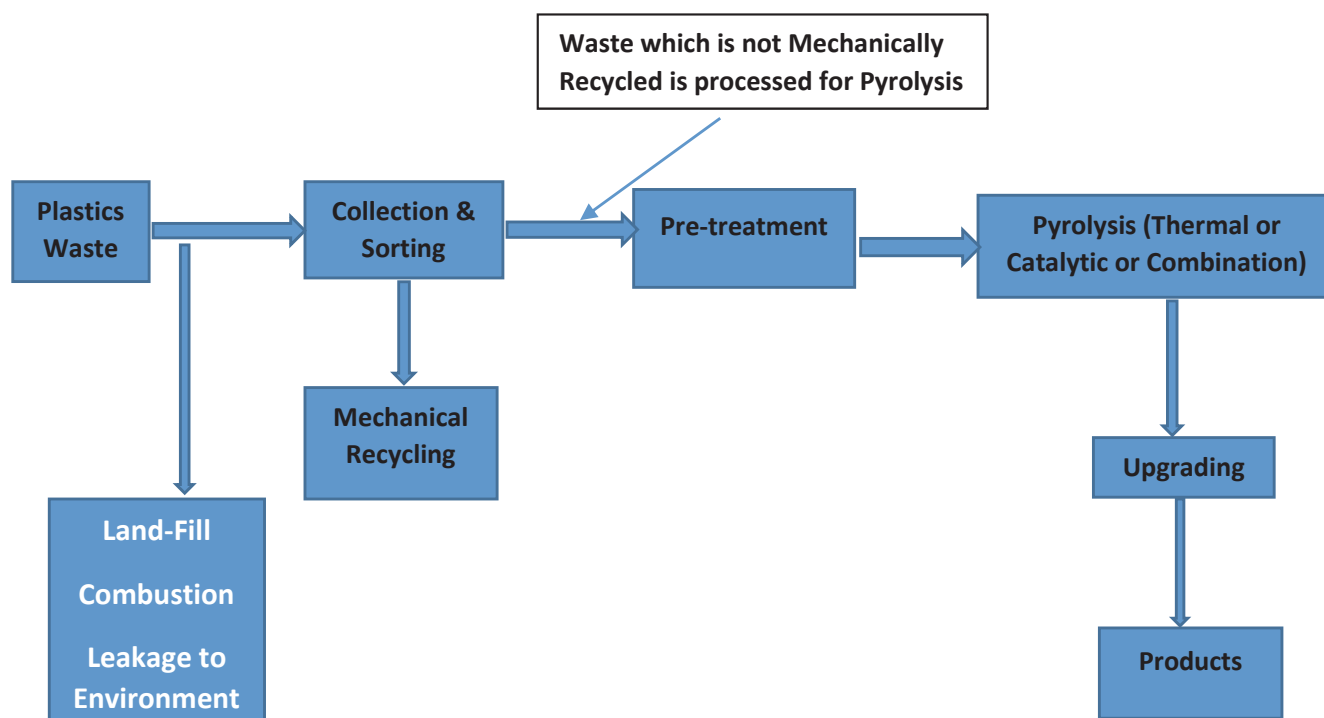 Waste which is not Mechanically
Recycled is processed for Pyrolysis
Plastics
Waste
Collection &
Sorting
Pre-treatment
Pyrolysis (Thermal or
Catalytic or Combination)
Mechanical
Recycling
Upgrading
Land-Fill
Combustion
Leakage to
Environment
Products